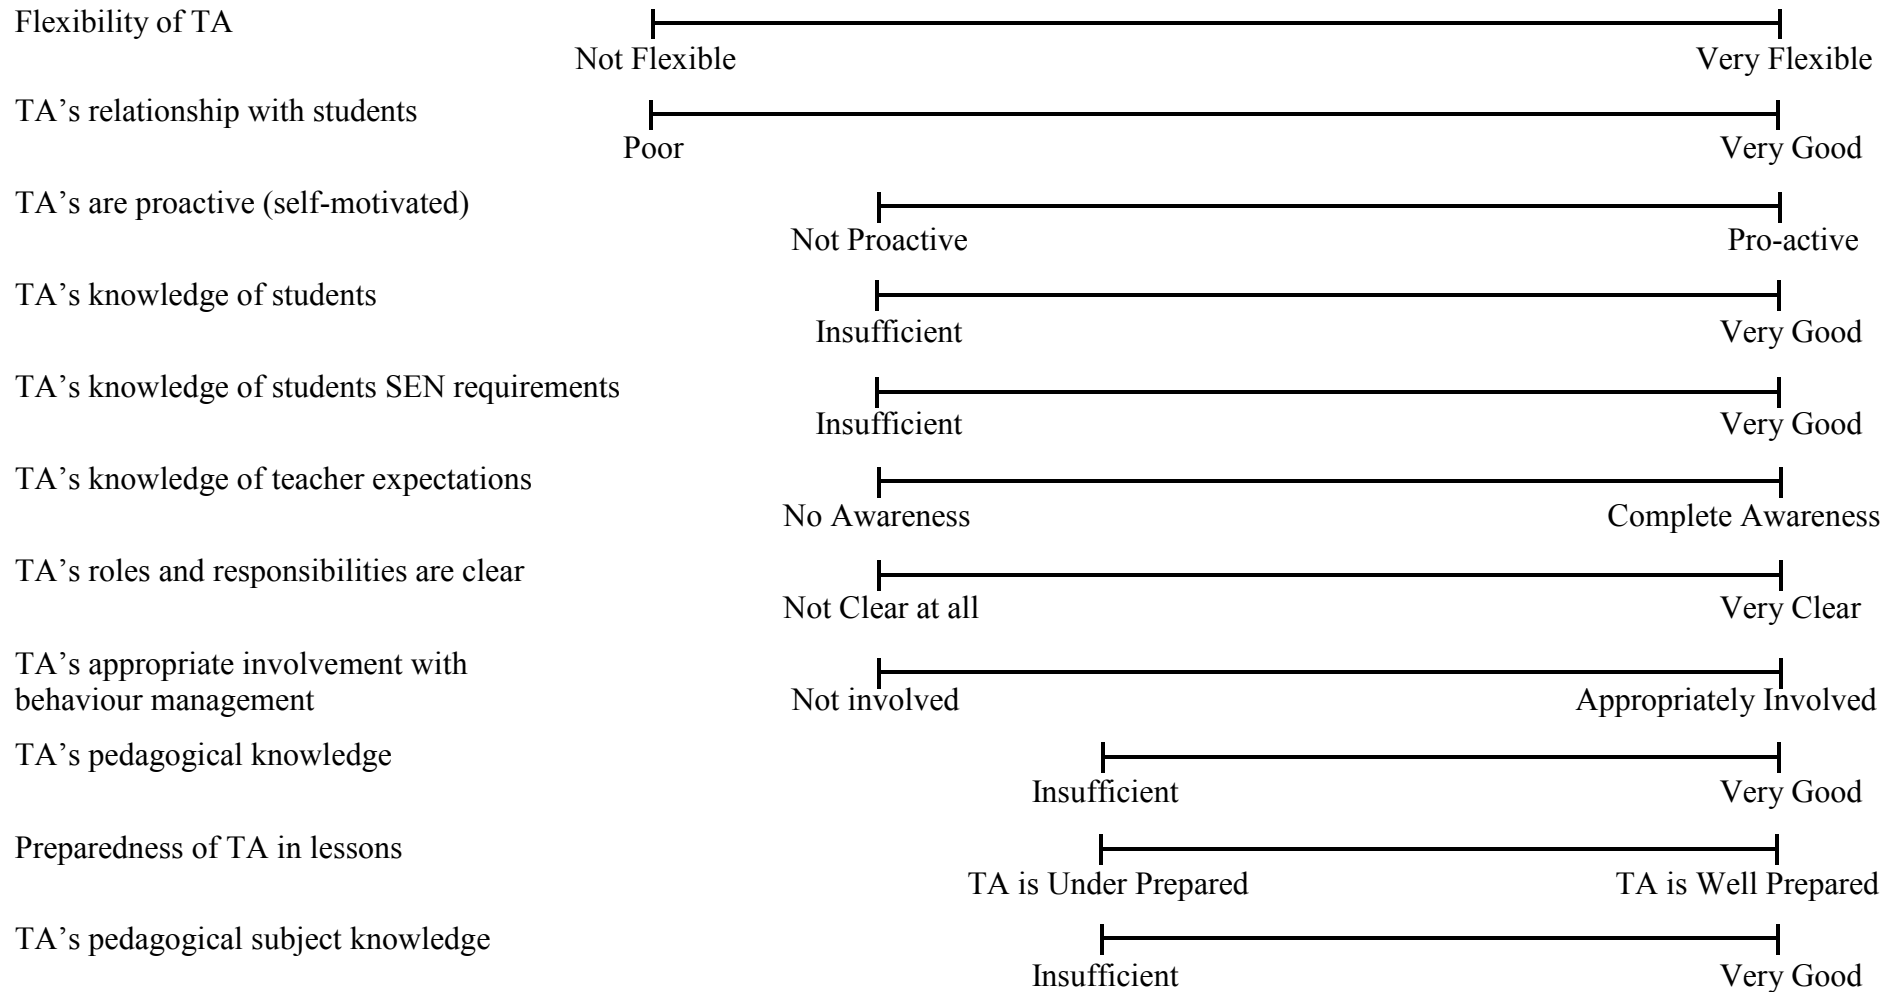 Flexibility of TA
Not Flexible Very Flexible
TA’s relationship with students
Poor Very Good
TA’s are proactive (self-motivated)
Not Proactive Pro-active
TA’s knowledge of students
Insufficient Very Good
TA’s knowledge of students SEN requirements
Insufficient Very Good
TA’s knowledge of teacher expectations
No Awareness Complete Awareness
TA’s roles and responsibilities are clear
Not Clear at all Very Clear
TA’s appropriate involvement with
behaviour management
Not involved Appropriately Involved
TA’s pedagogical knowledge
Insufficient Very Good
Preparedness of TA in lessons
TA is Under Prepared TA is Well Prepared
TA’s pedagogical subject knowledge
Insufficient Very Good